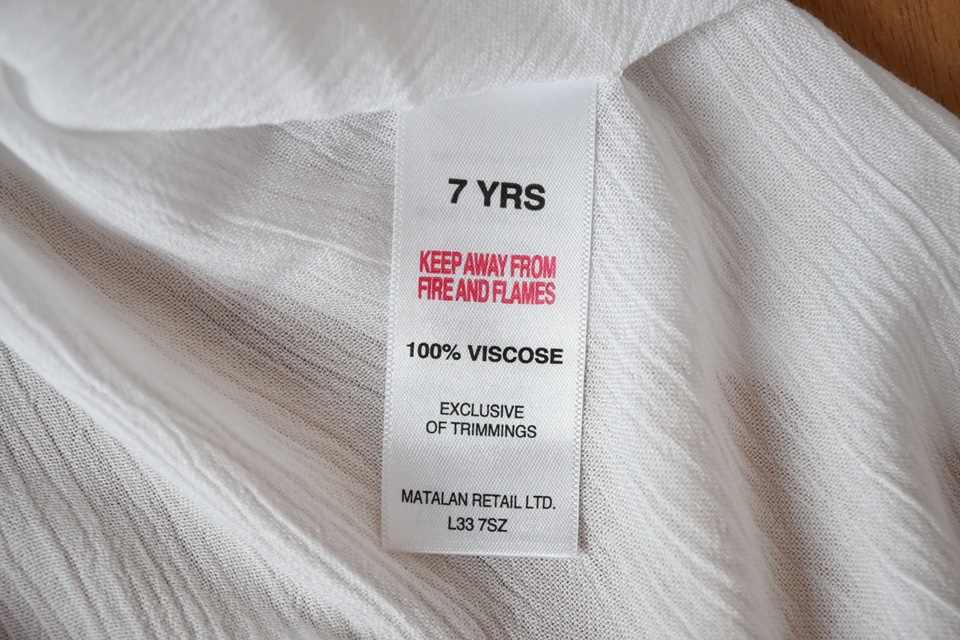 7 YRS
KEEP AWAY FROM
FIRE AND FLAMES
100% VISCOSE
EXCLUSIVE
OF TRIMMINGS
MATALAN RETAIL LTD.
L33 7SZ